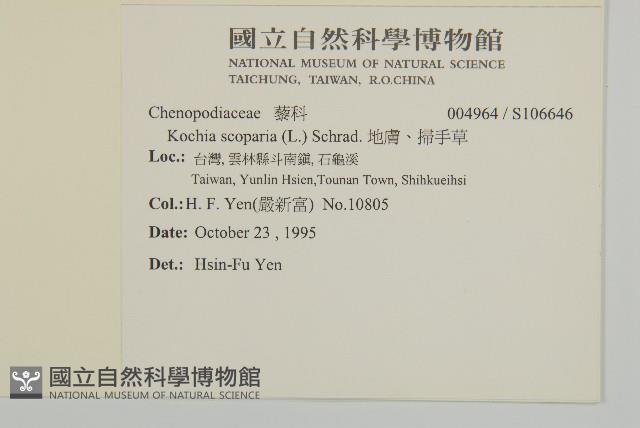 國立自然科學博物館
NATIONAL MUSEUM OF NATURAL SCIENCE
TAICHUNG, TAIWAN, R.O.CHINA
Chenopodiaceae 藜科 004964 / S106646
Kochia scoparia (L.) Schrad. 地膚、掃手草
Loc.: 台灣, 雲林縣斗南鎮, 石龜溪
Taiwan, Yunlin Hsien,Tounan Town, Shihkueihsi
Col.: H. F. Yen(嚴新富) No.10805
Date: October 23 , 1995
Det.: Hsin-Fu Yen
國立自然科學博物館
NATIONAL MUSEUM OF NATURAL SCIENCE